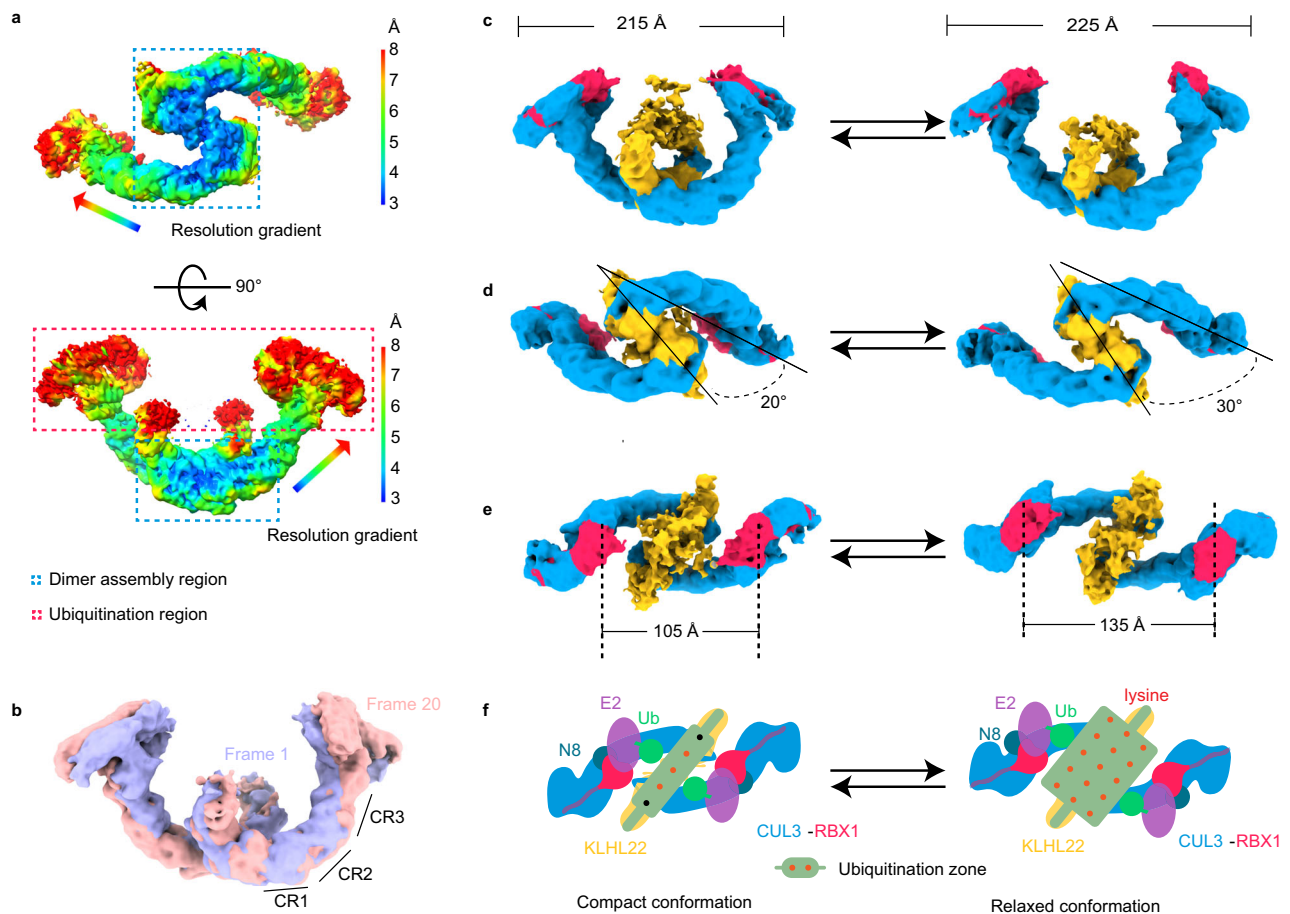 a
Å
8
7
6
5
4
3
Resolution gradient
90°
Å
8
7
6
5
4
3
Resolution gradient
Dimer assembly region
Ubiquitination region
b
Frame 20
Frame 1
CR3
CR2
CR1
c
215 Å
225 Å
d
20°
30°
e
105 Å
135 Å
f
E2
Ub
N8
KLHL22
CUL3 -RBX1
lysine
E2
Ub
N8
KLHL22
CUL3 -RBX1
Ubiquitination zone
Compact conformation
Relaxed conformation